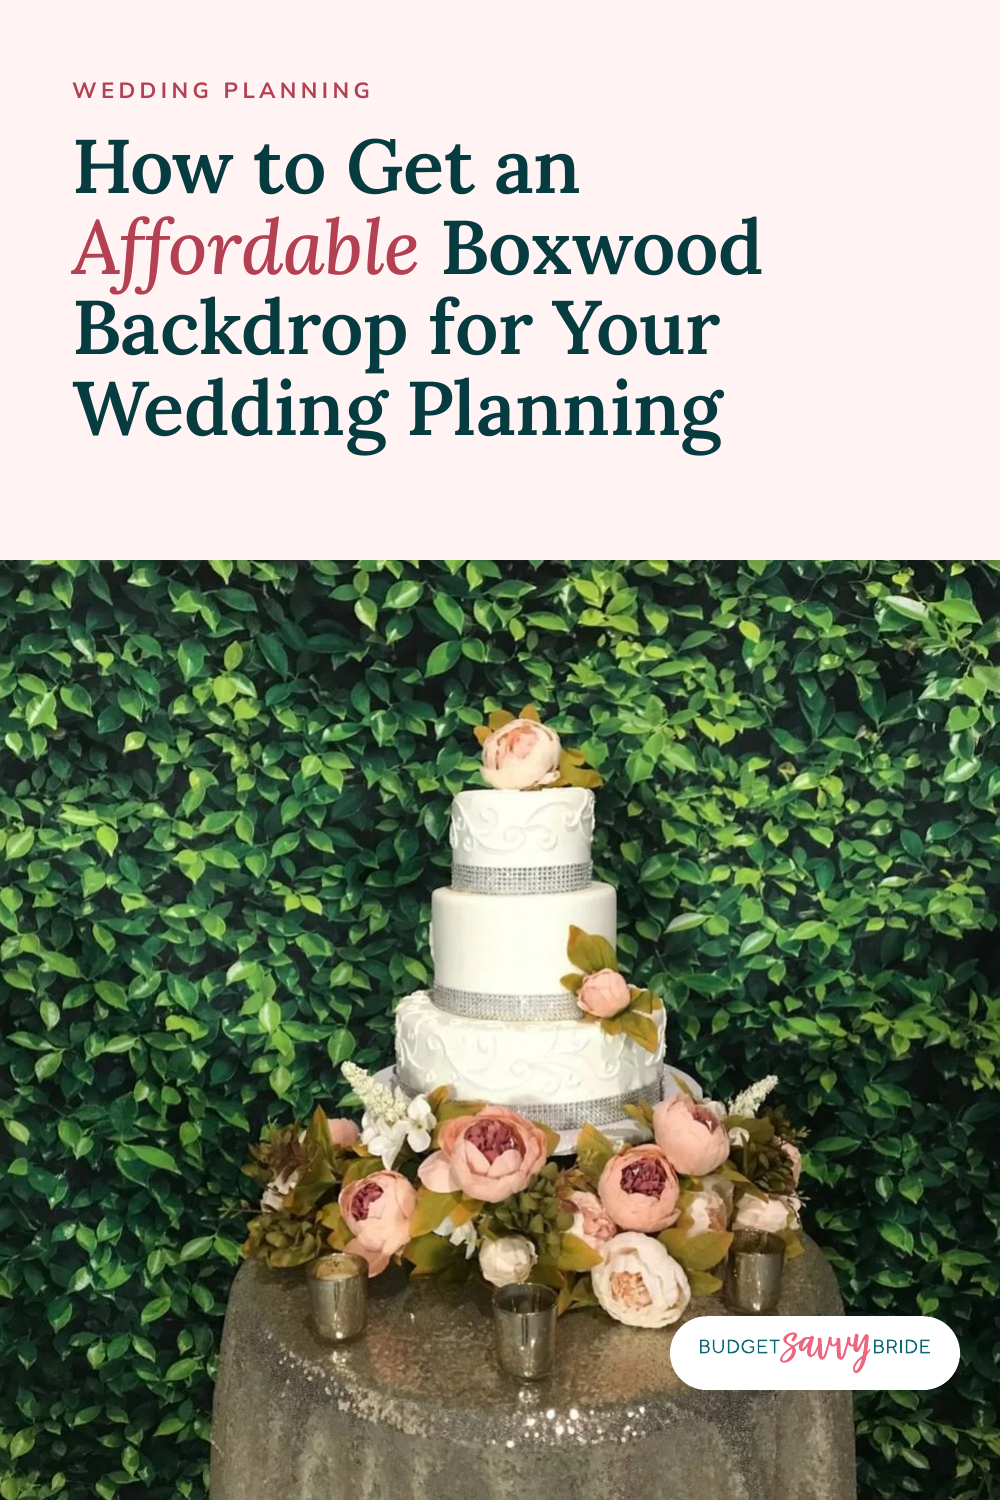 WEDDING PLANNING
How to Get an
Affordable Boxwood
Backdrop for Your
Wedding Planning
BUDGET savvy BRIDE